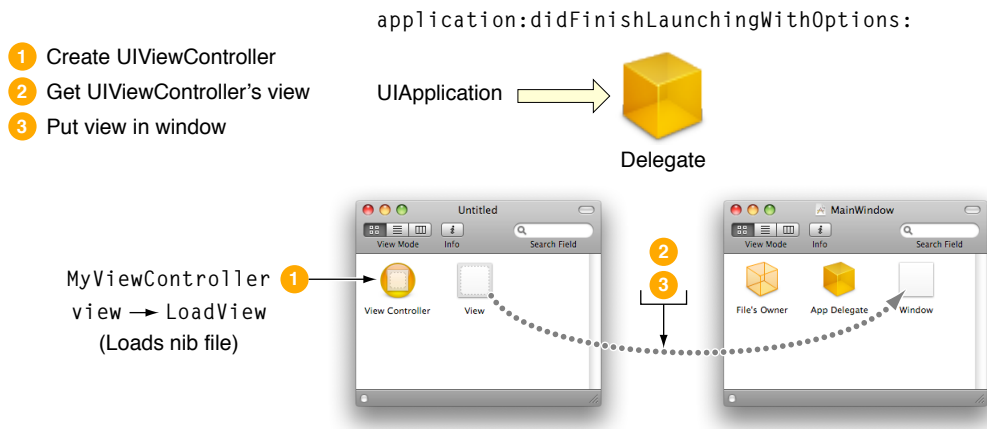 application:didFinishLaunchingWithOptions:
1 Create UIViewController
2 Get UIViewController's view
3 Put view in window
UIApplication
Delegate
Untitled
View Mode
Info
Search Field
View Controller
View
MyViewController 1
view → LoadView
(Loads nib file)
2
3
MainWindow
View Mode
Info
Search Field
File's Owner
App Delegate
Window